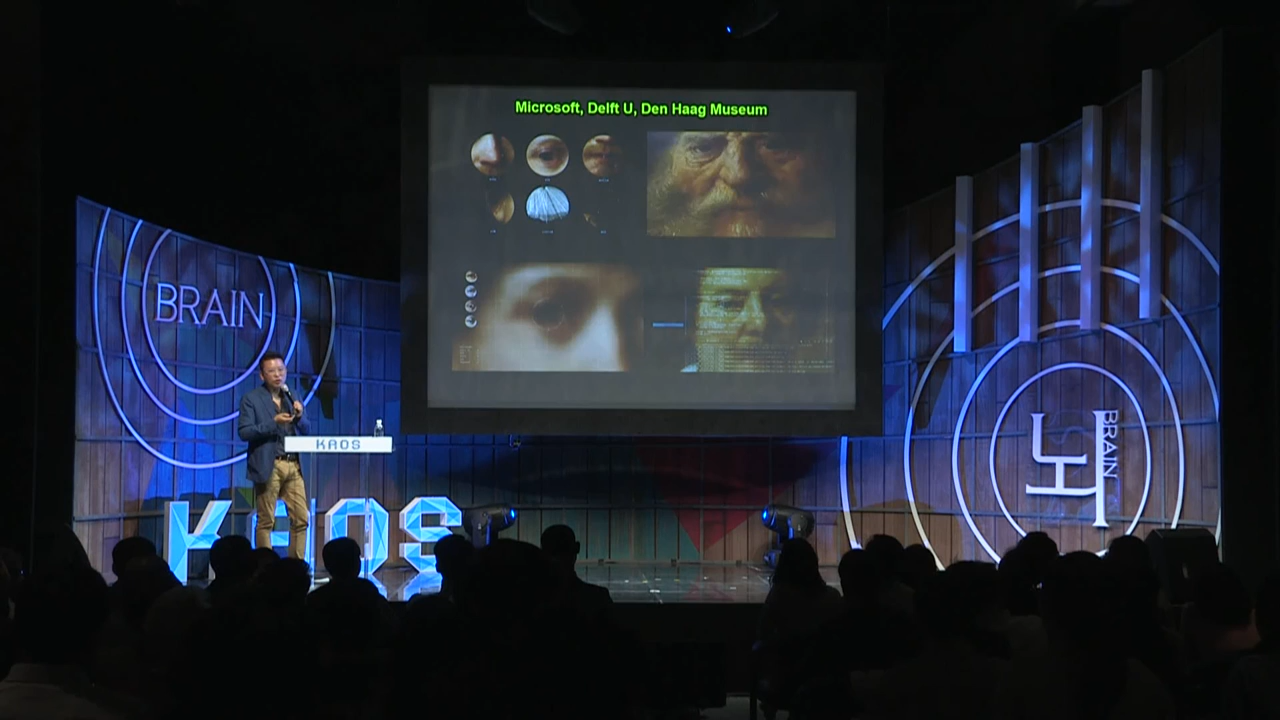 Microsoft, Delft U, Den Haag Museum
BRAIN
KAOS
KAOS
뇌
BRAIN